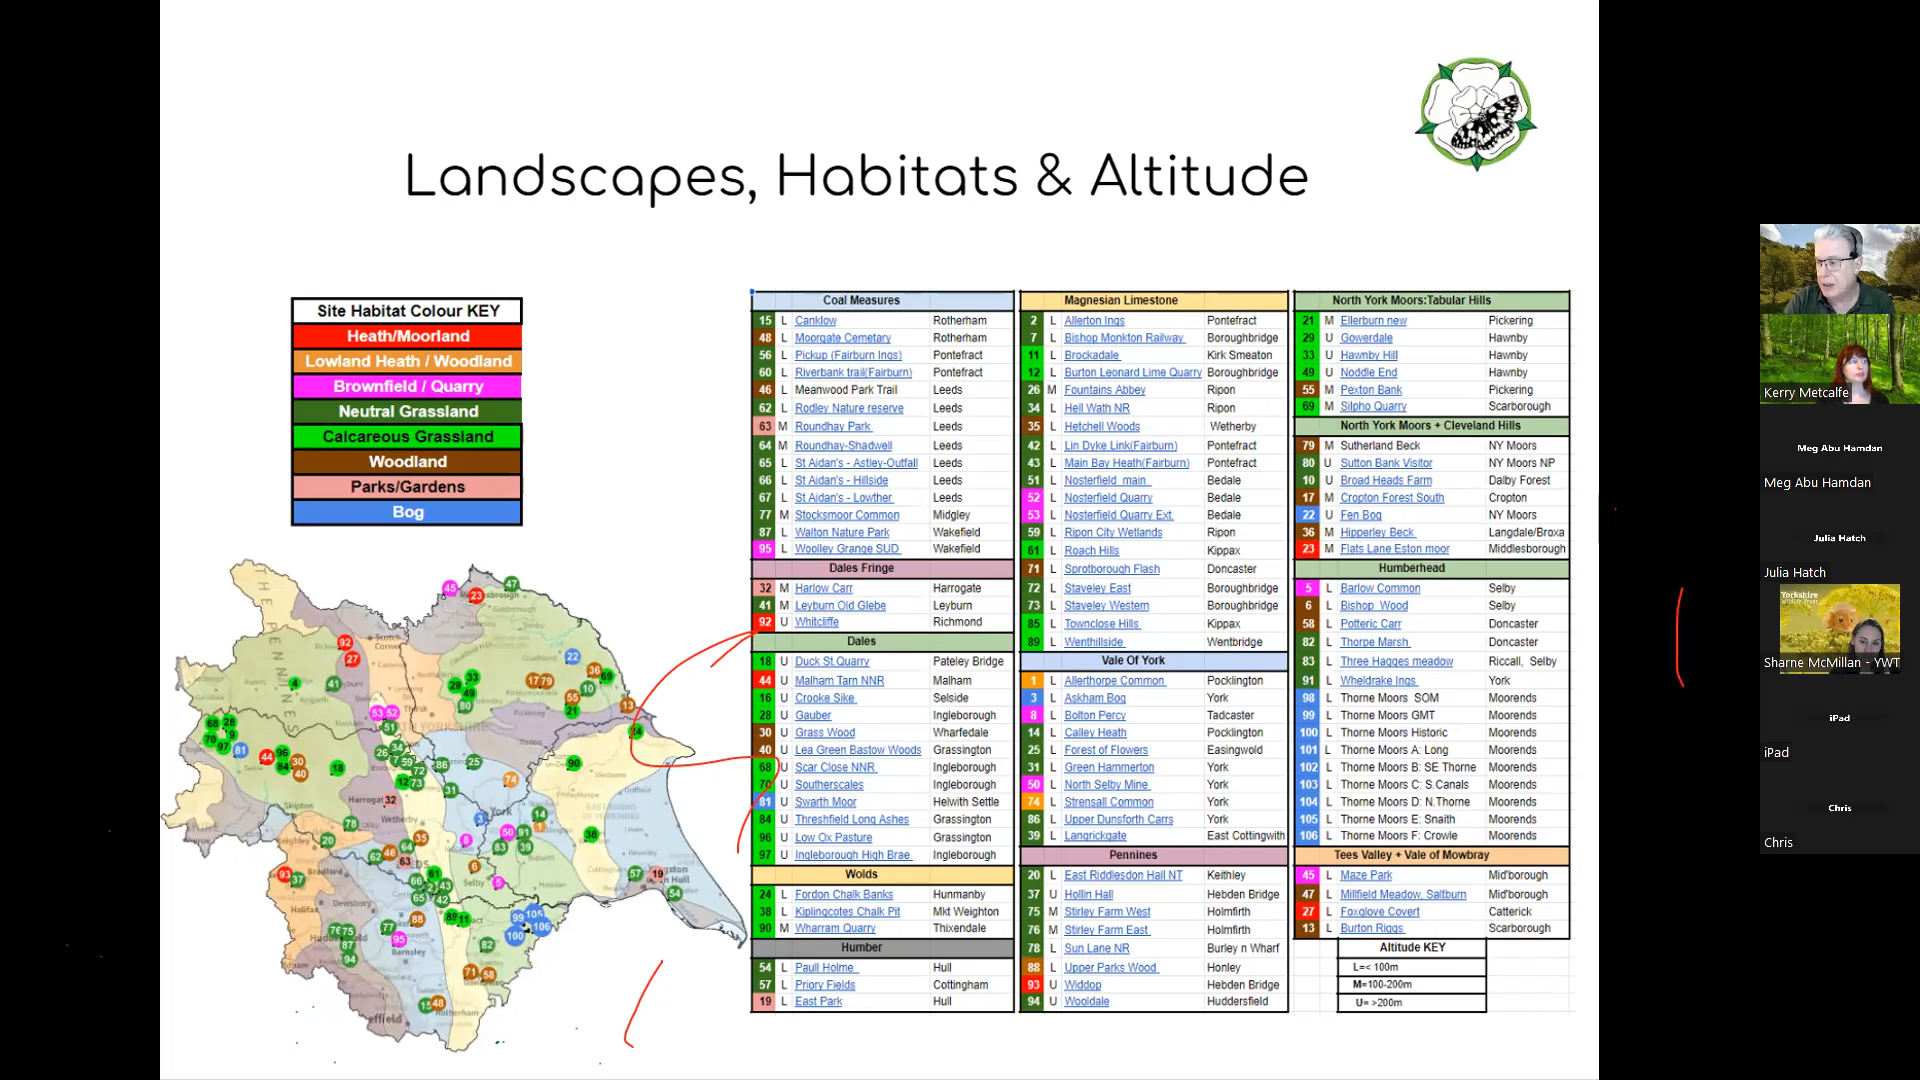 Landscapes, Habitats & Altitude
Site Habitat Colour KEY
Heath/Moorland
Lowland Heath / Woodland
Brownfield / Quarry
Neutral Grassland
Calcareous Grassland
Woodland
Parks/Gardens
Bog
Coal Measures
15 L Canklow Rotherham
48 L Moorgate Cemetery Rotherham
56 L Pickup (Fairburn Ings) Pontefract
60 L Riverbank trail(Fairburn) Pontefract
46 L Meanwood Park Trail Leeds
62 L Rodley Nature reserve Leeds
63 M Roundhay Park Leeds
64 M Roundhay-Shadwell Leeds
65 L St Aidan's - Astley-Outfall Leeds
66 L St Aidan's - Hillside Leeds
67 L St Aidan's - Lowther Leeds
77 M Stocksmoor Common Midgley
87 L Walton Nature Park Wakefield
95 L Woolley Grange SUD Wakefield
Dales Fringe
32 M Harlow Carr Harrogate
41 M Leyburn Old Glebe Leyburn
92 U Whitcliffe Richmond
Dales
18 U Duck St.Quarry Pateley Bridge
44 U Malham Tarn NNR Malham
16 U Crooke Sike Selside
28 U Gauber Ingleborough
30 U Grass Wood Wharfedale
40 U Lea Green Bastow Woods Grassington
68 U Scar Close NNR Ingleborough
70 U Southerscales Ingleborough
81 U Swarth Moor Helwith Settle
84 U Threshfield Long Ashes Grassington
96 U Low Ox Pasture Grassington
97 U Ingleborough High Brae Ingleborough
Wolds
24 L Fordon Chalk Banks Hunmanby
38 L Kiplingcotes Chalk Pit Mkt Weighton
90 M Wharram Quarry Thixendale
Humber
54 L Paull Holme Hull
57 L Priory Fields Cottingham
19 L East Park Hull
Magnesian Limestone
2 L Allerton Ings Pontefract
7 L Bishop Monkton Railway Boroughbridge
11 L Brockadale Kirk Smeaton
12 L Burton Leonard Lime Quarry Boroughbridge
26 M Fountains Abbey Ripon
34 L Hell Wath NR Ripon
35 L Hetchell Woods Wetherby
42 L Lin Dyke Link(Fairburn) Pontefract
43 L Main Bay Heath(Fairburn) Pontefract
51 L Nosterfield main Bedale
52 L Nosterfield Quarry Bedale
53 L Nosterfield Quarry Ext. Bedale
59 L Ripon City Wetlands Ripon
61 L Roach Hills Kippax
71 L Sprotborough Flash Doncaster
72 L Staveley East Boroughbridge
73 L Staveley Western Boroughbridge
85 L Townclose Hills Kippax
89 L Wenthillside Wentbridge
Vale Of York
1 L Allerthorpe Common Pocklington
3 L Askham Bog York
8 L Bolton Percy Tadcaster
14 L Calley Heath Pocklington
25 L Forest of Flowers Easingwold
31 L Green Hammerton York
50 L North Selby Mine York
74 L Strensall Common York
86 L Upper Dunsforth Carrs York
39 L Langrickgate East Cottingwith
Pennines
20 L East Riddlesdon Hall NT Keithley
37 U Hollin Hall Hebden Bridge
75 M Stirley Farm West Holmfirth
76 M Stirley Farm East Holmfirth
78 L Sun Lane NR Burley n Wharf
88 L Upper Parks Wood Honley
93 U Widdop Hebden Bridge
94 U Wooldale Huddersfield
North York Moors:Tabular Hills
21 M Ellerburn new Pickering
29 U Gowerdale Hawnby
33 U Hawnby Hill Hawnby
49 U Noddle End Hawnby
55 M Pexton Bank Pickering
69 M Silpho Quarry Scarborough
North York Moors + Cleveland Hills
79 M Sutherland Beck NY Moors
80 U Sutton Bank Visitor NY Moors NP
10 U Broad Heads Farm Dalby Forest
17 M Cropton Forest South Cropton
22 U Fen Bog NY Moors
36 M Hipperley Beck Langdale/Broxa
23 M Flats Lane Eston moor Middlesborough
Humberhead
5 L Barlow Common Selby
6 L Bishop Wood Selby
58 L Potteric Carr Doncaster
82 L Thorpe Marsh Doncaster
83 L Three Hagges meadow Riccall, Selby
91 L Wheldrake Ings York
98 L Thorne Moors SOM Moorends
99 L Thorne Moors GMT Moorends
100 L Thorne Moors Historic Moorends
101 L Thorne Moors A: Long Moorends
102 L Thorne Moors B: SE Thorne Moorends
103 L Thorne Moors C: S.Canals Moorends
104 L Thorne Moors D: N.Thorne Moorends
105 L Thorne Moors E: Snaith Moorends
106 L Thorne Moors F: Crowle Moorends
Tees Valley + Vale of Mowbray
45 L Maze Park Mid'borough
47 L Millfield Meadow, Saltburn Mid'borough
27 L Foxglove Covert Catterick
13 L Burton Riggs Scarborough
Altitude KEY
L=< 100m
M=100-200m
U= >200m
Kerry Metcalfe
Meg Abu Hamdan
Meg Abu Hamdan
Julia Hatch
Julia Hatch
Yorkshire
Sharne McMillan - YWT
iPad
iPad
Chris
Chris